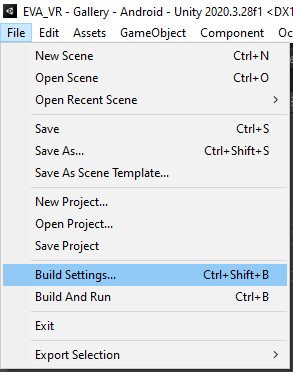 EVA_VR - Gallery - Android - Unity 2020.3.28f1 <DX1
File Edit Assets GameObject Component Oc
New Scene Ctrl+N
Open Scene Ctrl+O
Open Recent Scene
Save Ctrl+S
Save As... Ctrl+Shift+S
Save As Scene Template...
New Project...
Open Project...
Save Project
Build Settings... Ctrl+Shift+B
Build And Run Ctrl+B
Exit
Export Selection